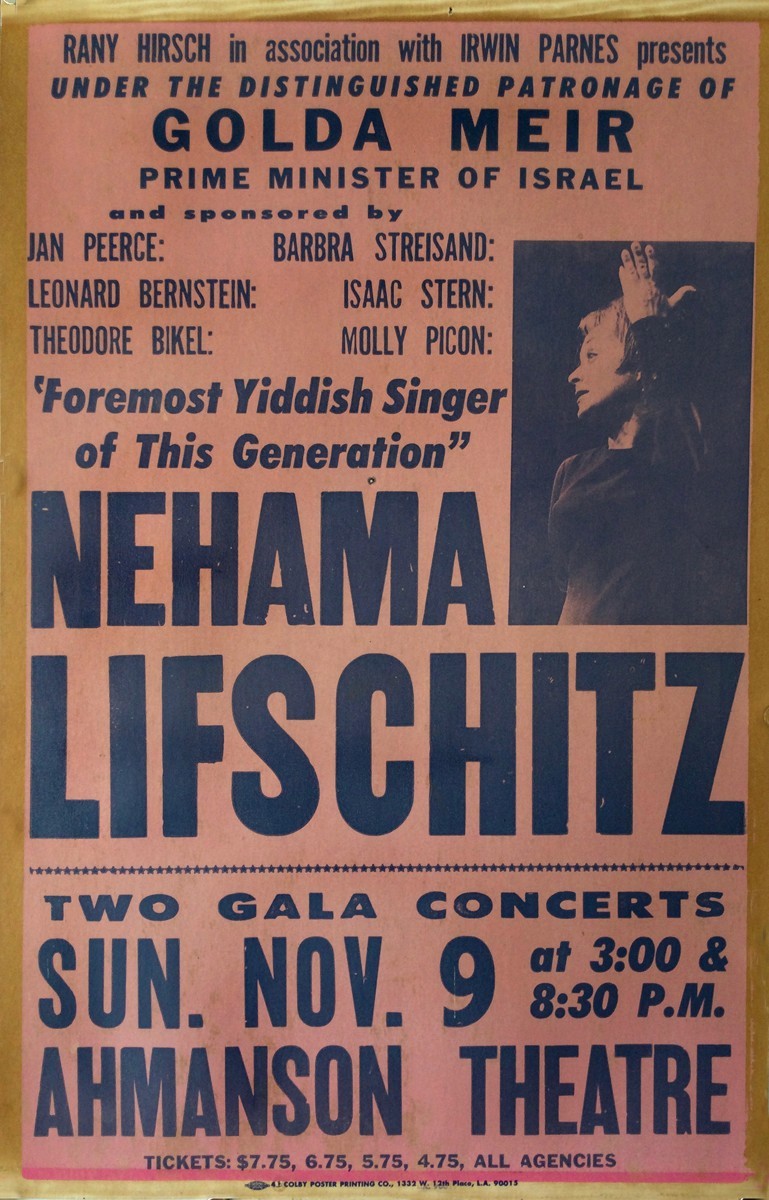 RANY HIRSCH in association with IRWIN PARNES presents
UNDER THE DISTINGUISHED PATRONAGE OF
GOLDA MEIR
PRIME MINISTER OF ISRAEL
and sponsored by
JAN PEERCE: BARBRA STREISAND:
LEONARD BERNSTEIN: ISAAC STERN:
THEODORE BIKEL: MOLLY PICON:
‘Foremost Yiddish Singer
of This Generation”
NEHAMA
LIFSCHITZ
TWO GALA CONCERTS
SUN. NOV. 9 at 3:00 &
8:30 P.M.
AHMANSON THEATRE
TICKETS: $7.75, 6.75, 5.75, 4.75, ALL AGENCIES
COLBY POSTER PRINTING CO., 1332 W. 12th Place, L.A. 90015